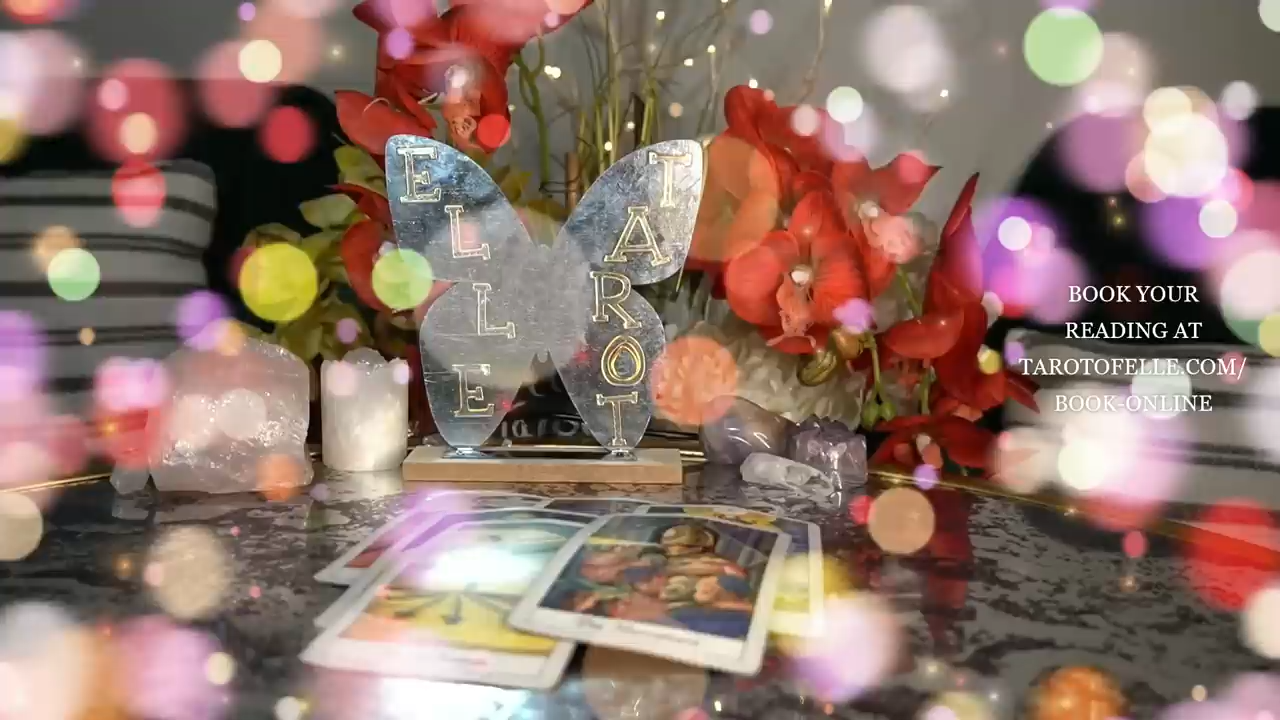 ELLE
TAROT
BOOK YOUR
READING AT
TAROTOFELLE.COM/
BOOK-ONLINE